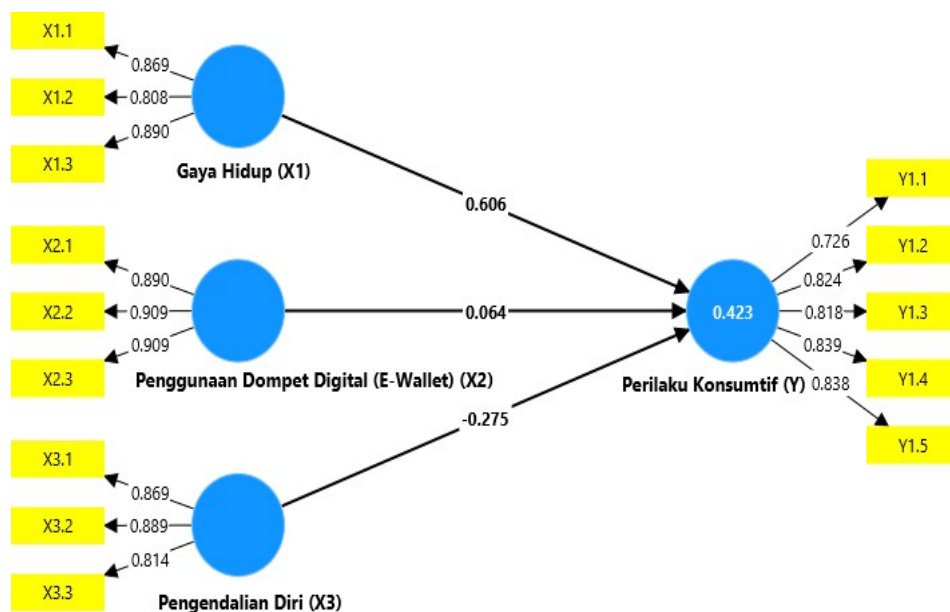 X1.1
0.869
X1.2
0.808
X1.3
0.890
Gaya Hidup (X1)
0.606
X2.1
0.890
X2.2
0.909
X2.3
0.909
Penggunaan Dompet Digital (E-Wallet) (X2)
0.064
X3.1
0.869
X3.2
0.889
X3.3
0.814
Pengendalian Diri (X3)
-0.275
0.423
Perilaku Konsumtif (Y)
Y1.1
0.726
Y1.2
0.824
Y1.3
0.818
Y1.4
0.839
Y1.5
0.838